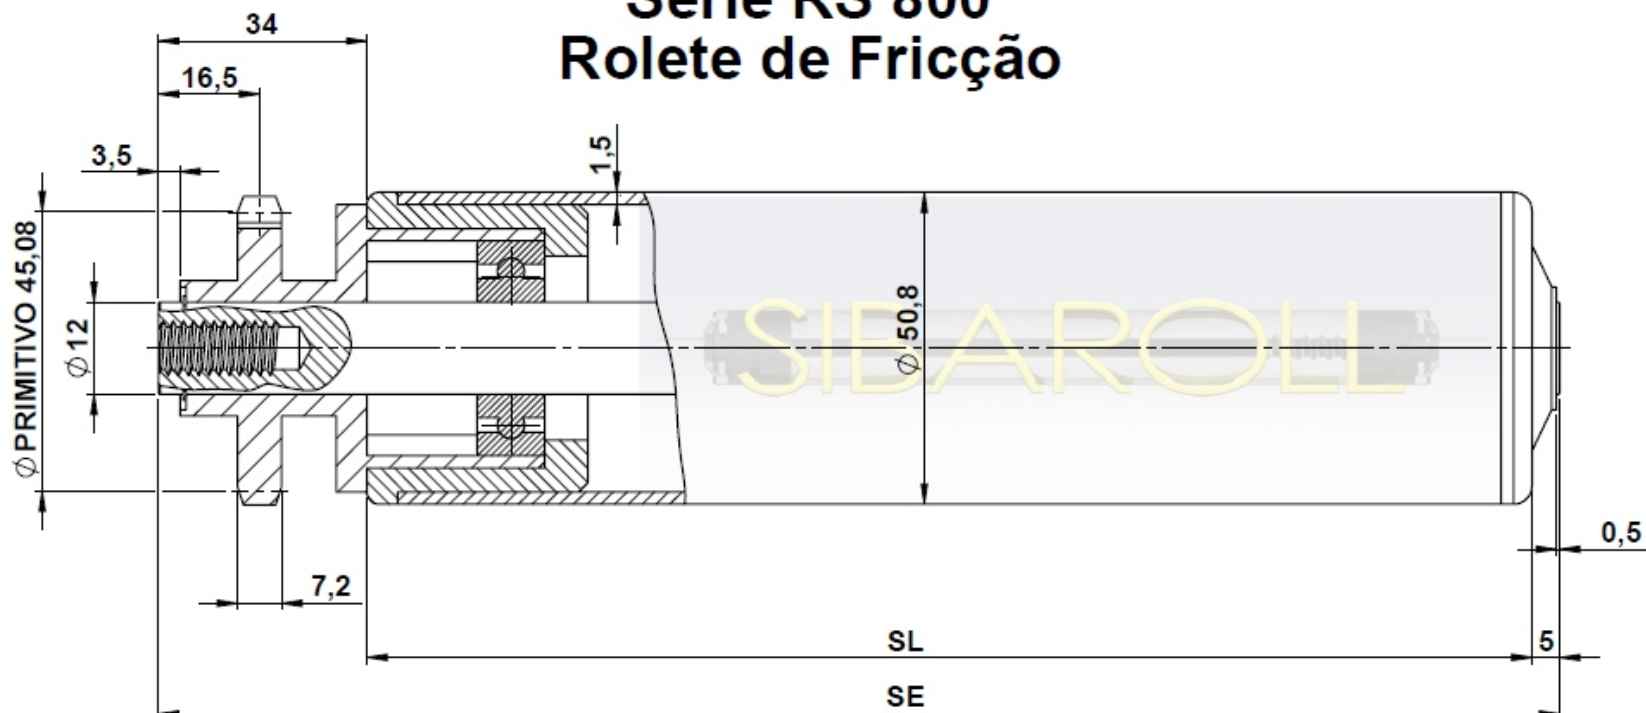 Série RS 800
Rolete de Fricção
34
16,5
3,5
1,5
Ø PRIMITIVO 45,08
Ø 12
Ø 50,8
SIBAROLL
0,5
7,2
SL
5
SE